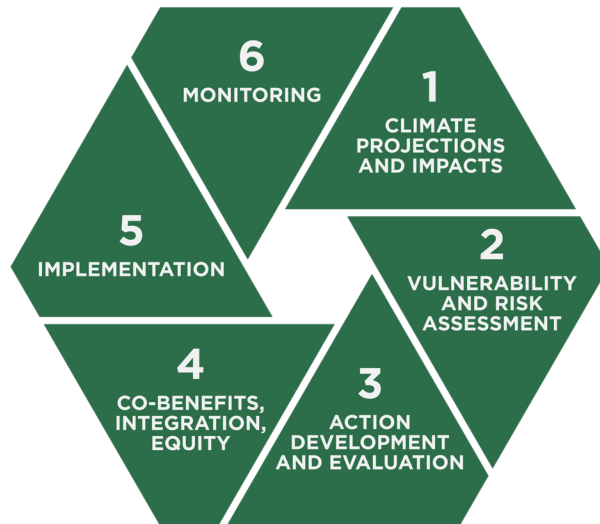 1
CLIMATE
PROJECTIONS
AND IMPACTS
2
VULNERABILITY
AND RISK
ASSESSMENT
3
ACTION
DEVELOPMENT
AND EVALUATION
4
CO-BENEFITS,
INTEGRATION,
EQUITY
5
IMPLEMENTATION
6
MONITORING